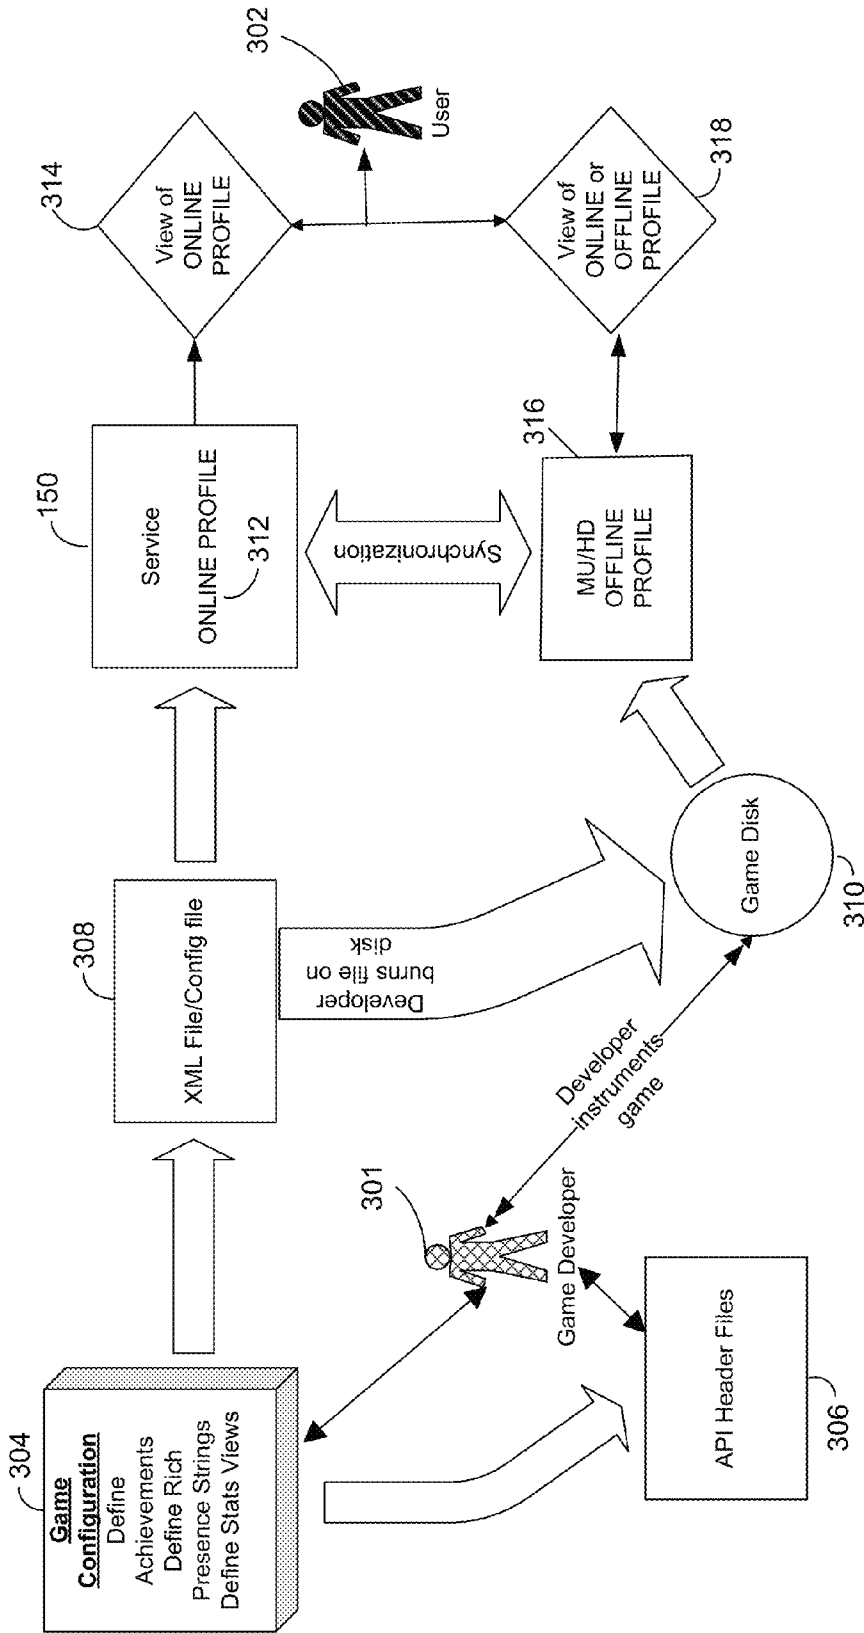 304
Game
Configuration
Define
Achievements
Define Rich
Presence Strings
Define Stats Views
308
XML File/Config file
150
Service
ONLINE PROFILE
312
314
View of
ONLINE
PROFILE
302
User
Synchronization
Developer
burns file on
disk
301
Game Developer
Developer
instruments
game
306
API Header Files
310
Game Disk
316
MU/HD
OFFLINE
PROFILE
318
View of
ONLINE or
OFFLINE
PROFILE